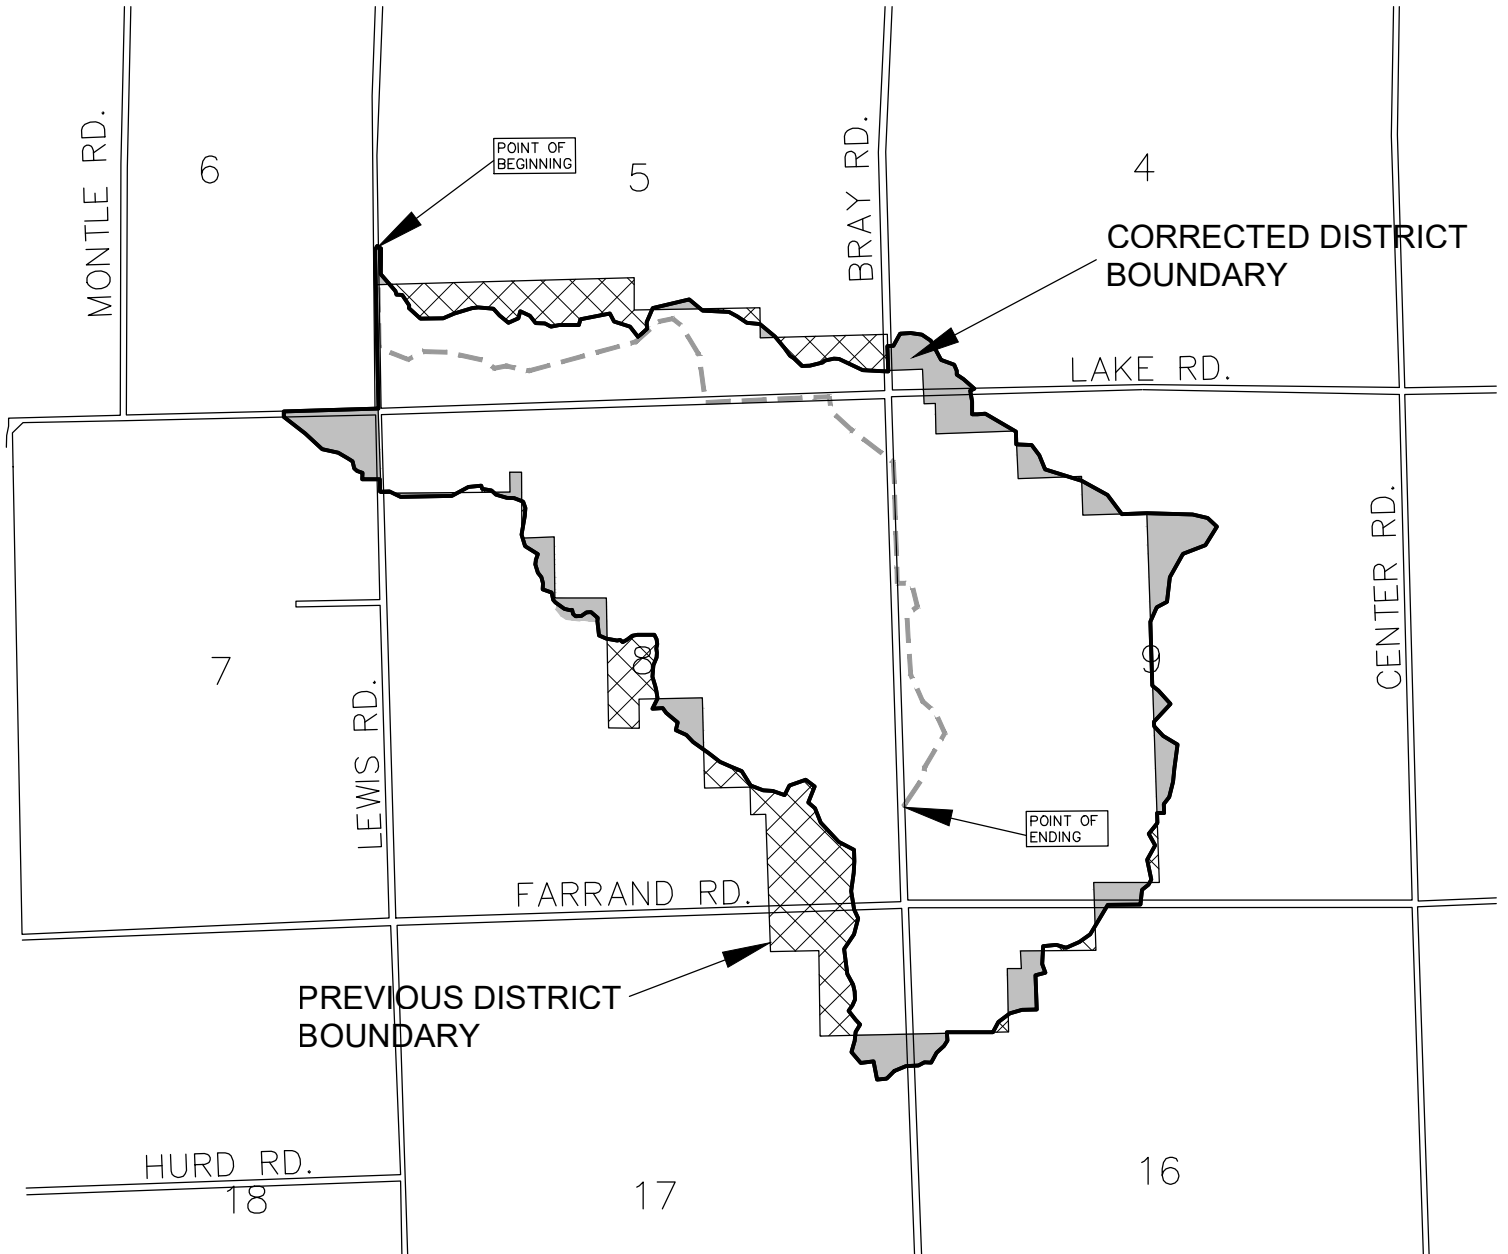 MONTLE RD.
6
POINT OF
BEGINNING
5
BRAY RD.
4
CORRECTED DISTRICT
BOUNDARY
LAKE RD.
7
LEWIS RD.
8
9
CENTER RD.
POINT OF
ENDING
FARRAND RD.
PREVIOUS DISTRICT
BOUNDARY
HURD RD.
18
17
16